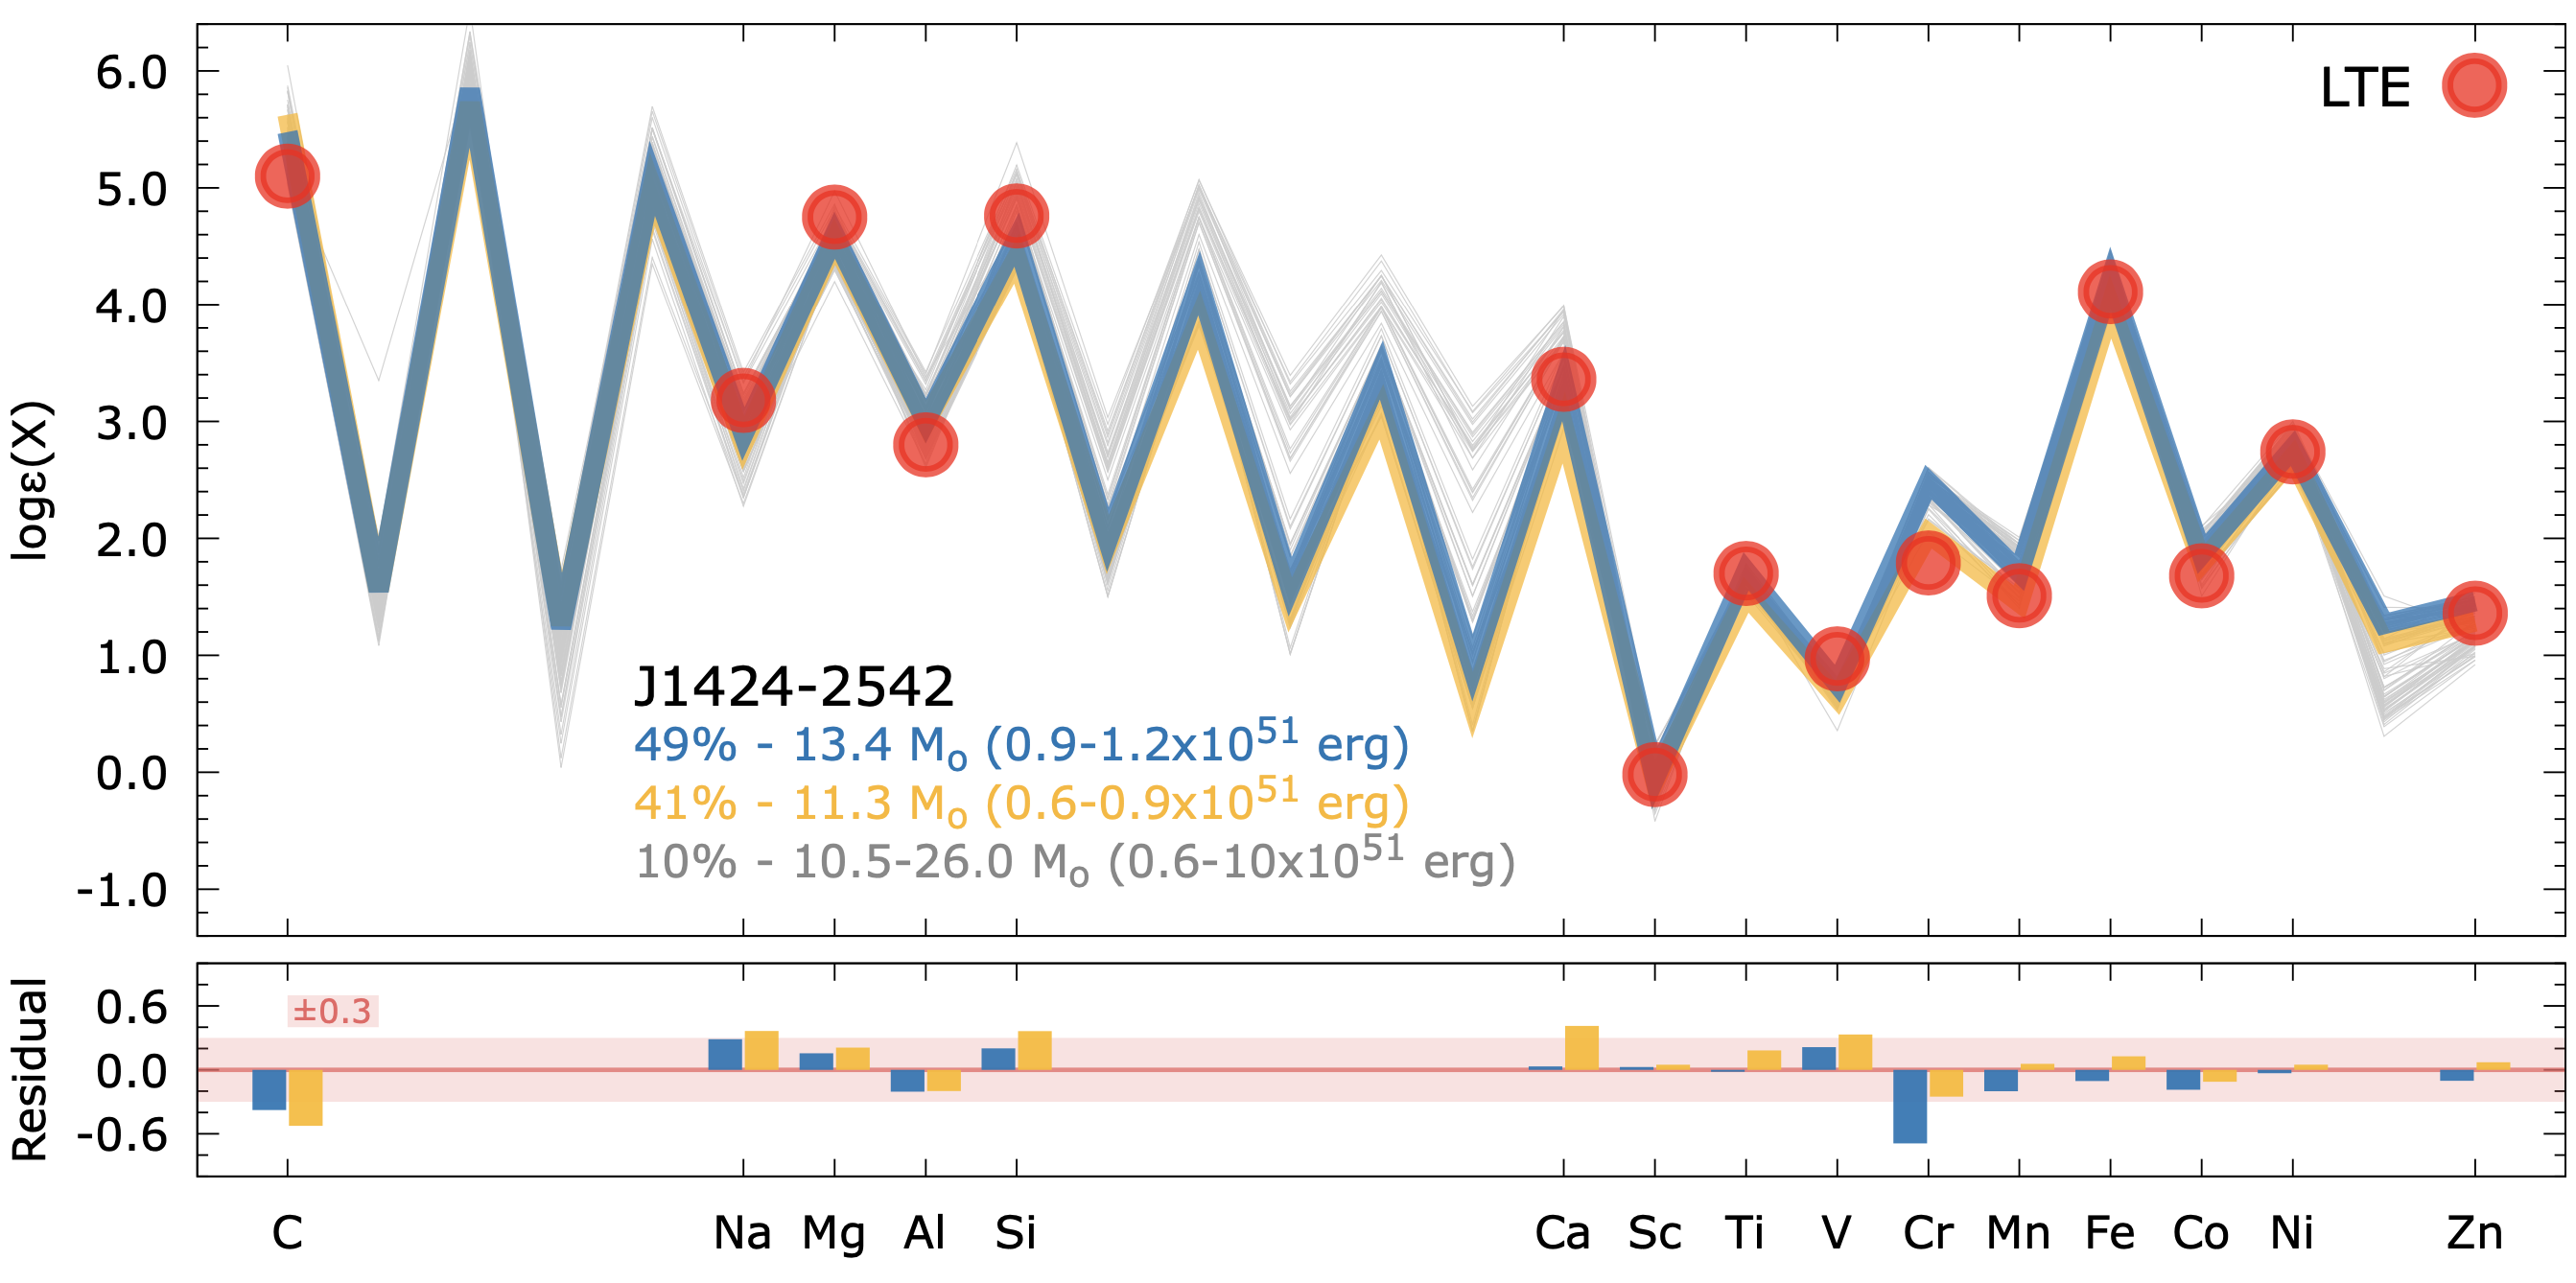 6.0
5.0
4.0
3.0
2.0
1.0
0.0
-1.0
logε(X)
LTE
J1424-2542
49% - 13.4 Mo (0.9-1.2x10^51 erg)
41% - 11.3 Mo (0.6-0.9x10^51 erg)
10% - 10.5-26.0 Mo (0.6-10x10^51 erg)
0.6
0.0
-0.6
Residual
±0.3
C Na Mg Al Si Ca Sc Ti V Cr Mn Fe Co Ni Zn